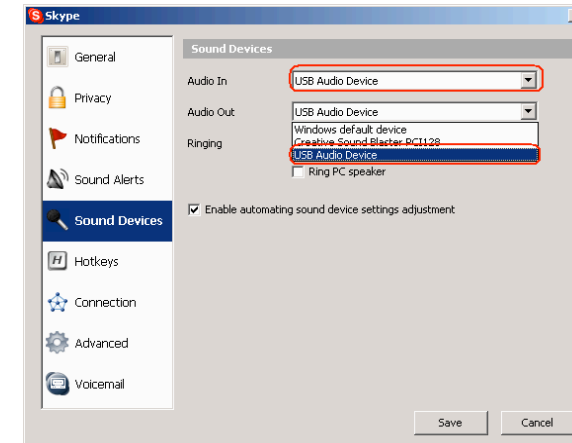 Skype
General
Privacy
Notifications
Sound Alerts
Sound Devices
Hotkeys
Connection
Advanced
Voicemail
Sound Devices
Audio In
USB Audio Device
Audio Out
USB Audio Device
Windows default device
Creative Sound Blaster PCI128
USB Audio Device
Ringing
Ring PC speaker
Enable automating sound device settings adjustment
Save
Cancel